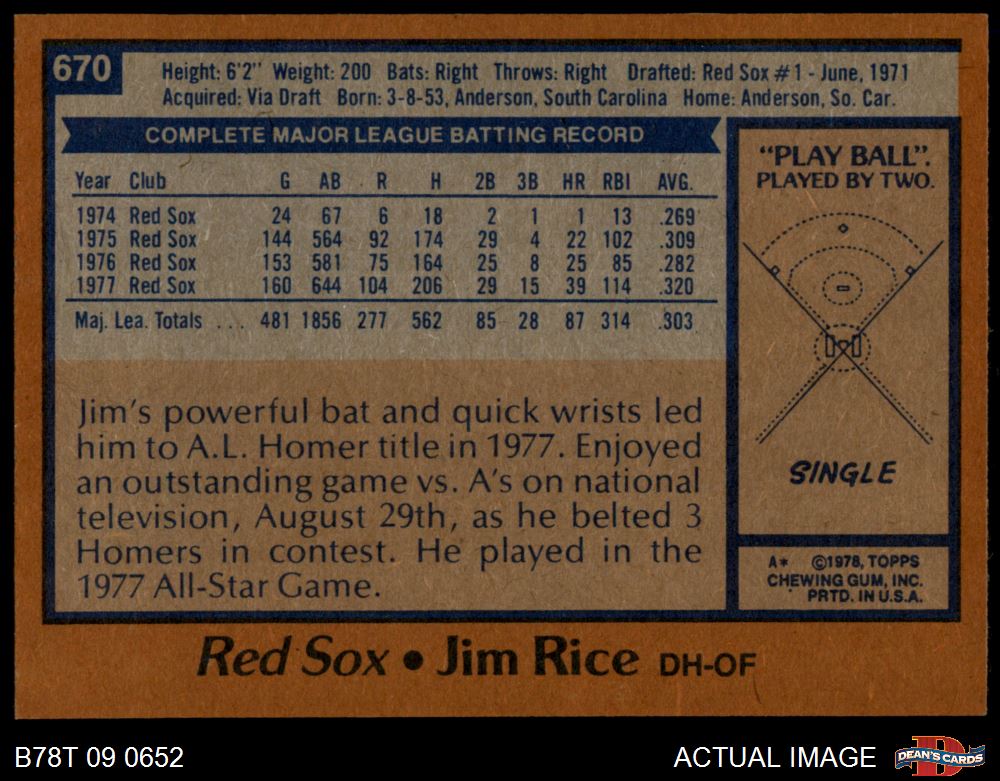 670
Height: 6'2" Weight: 200 Bats: Right Throws: Right Drafted: Red Sox #1 - June, 1971
Acquired: Via Draft Born: 3-8-53, Anderson, South Carolina Home: Anderson, So. Car.
COMPLETE MAJOR LEAGUE BATTING RECORD
Year Club G AB R H 2B 3B HR RBI AVG.
1974 Red Sox 24 67 6 18 2 1 1 13 .269
1975 Red Sox 144 564 92 174 29 4 22 102 .309
1976 Red Sox 153 581 75 164 25 8 25 85 .282
1977 Red Sox 160 644 104 206 29 15 39 114 .320
Maj. Lea. Totals . . . 481 1856 277 562 85 28 87 314 .303
Jim's powerful bat and quick wrists led
him to A.L. Homer title in 1977. Enjoyed
an outstanding game vs. A's on national
television, August 29th, as he belted 3
Homers in contest. He played in the
1977 All-Star Game.
"PLAY BALL".
PLAYED BY TWO.
SINGLE
A* ©1978, TOPPS
CHEWING GUM, INC.
PRTD. IN U.S.A.
Red Sox • Jim Rice DH-OF
B78T 09 0652
ACTUAL IMAGE
D
DEAN'S CARDS